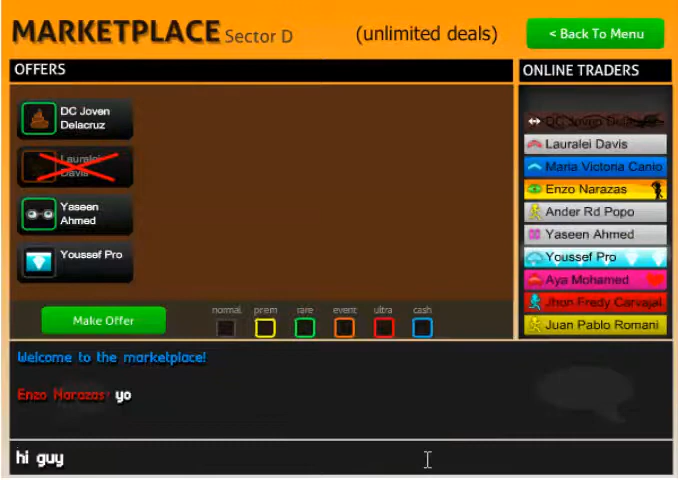 MARKETPLACE Sector D
(unlimited deals)
< Back To Menu
OFFERS
DC Joven
Delacruz
Lauralei
Davis
Yaseen
Ahmed
Youssef Pro
Make Offer
normal prem rare event ultra cash
ONLINE TRADERS
DC Joven Delacruz
Lauralei Davis
Maria Victoria Canio
Enzo Narazas
Ander Rd Popo
Yaseen Ahmed
Youssef Pro
Aya Mohamed
Jhon Fredy Carvajal
Juan Pablo Romani
Welcome to the marketplace!
Enzo Narazas: yo
hi guy